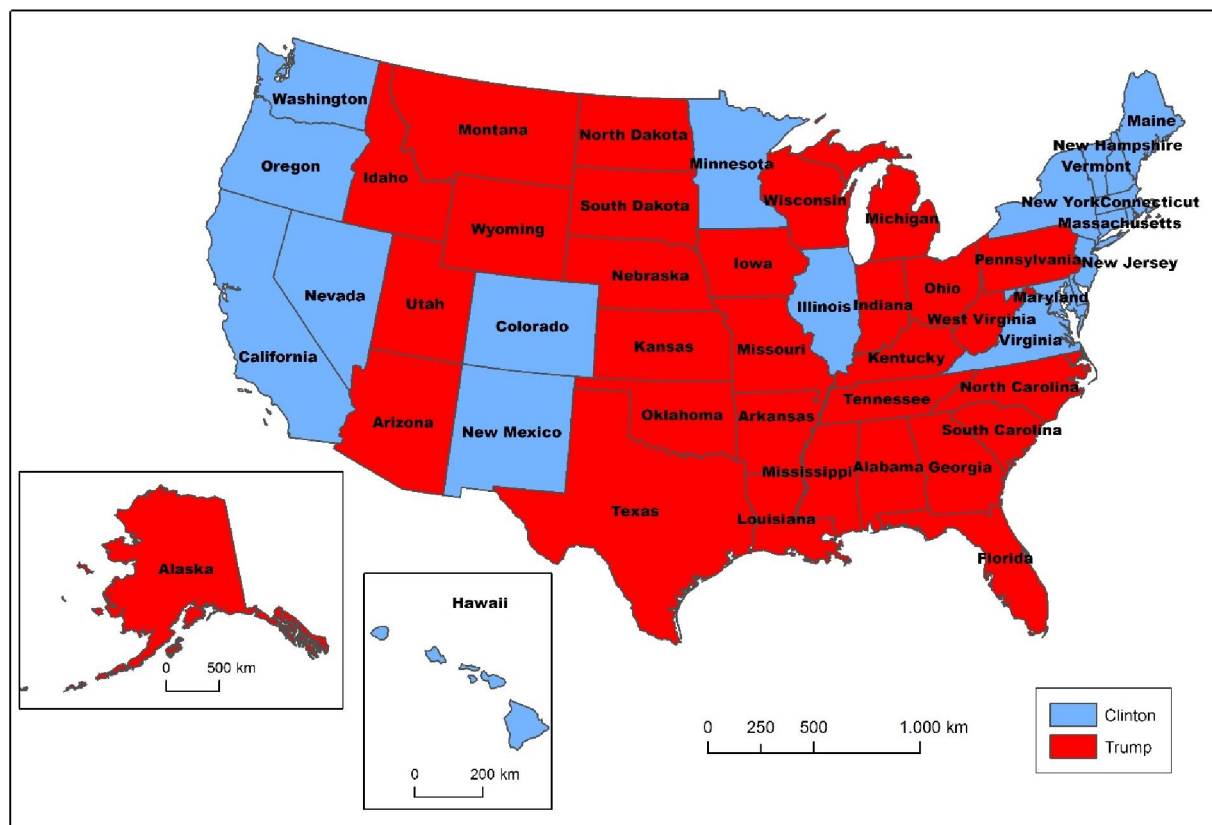 Washington
Montana
North Dakota
Minnesota
Maine
Oregon
Idaho
New Hampshire
Vermont
South Dakota
Wisconsin
Michigan
New York
Connecticut
Wyoming
Massachusetts
Nebraska
Iowa
Pennsylvania
New Jersey
Nevada
Utah
Colorado
Illinois
Indiana
Ohio
Maryland
West Virginia
Virginia
California
Kansas
Missouri
Kentucky
North Carolina
Arizona
New Mexico
Oklahoma
Arkansas
Tennessee
South Carolina
Mississippi
Alabama
Georgia
Texas
Louisiana
Florida
Alaska
0 500 km
Hawaii
0 200 km
0 250 500 1.000 km
Clinton
Trump